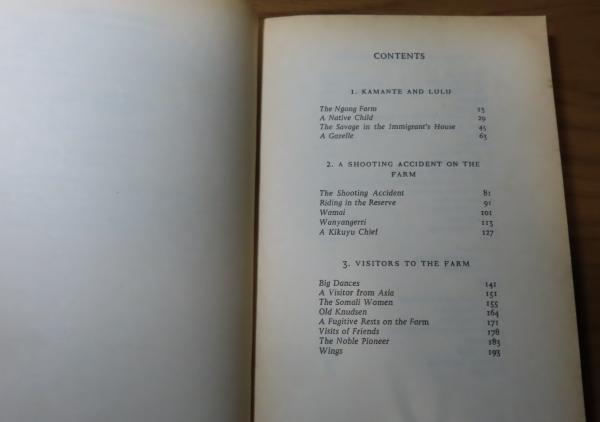 CONTENTS
1. KAMANTE AND LULU
The Ngong Farm 13
A Native Child 29
The Savage in the Immigrant's House 45
A Gazelle 63
2. A SHOOTING ACCIDENT ON THE
FARM
The Shooting Accident 81
Riding in the Reserve 91
Wamai 101
Wanyangerri 113
A Kikuyu Chief 127
3. VISITORS TO THE FARM
Big Dances 141
A Visitor from Asia 151
The Somali Women 155
Old Knudsen 164
A Fugitive Rests on the Farm 171
Visits of Friends 178
The Noble Pioneer 183
Wings 193